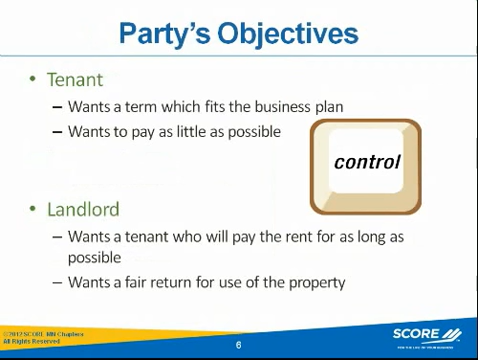 Party's Objectives
• Tenant
– Wants a term which fits the business plan
– Wants to pay as little as possible
control
• Landlord
– Wants a tenant who will pay the rent for as long as
possible
– Wants a fair return for use of the property
©2012 SCORE, MN Chapters
All Rights Reserved
6
SCORE